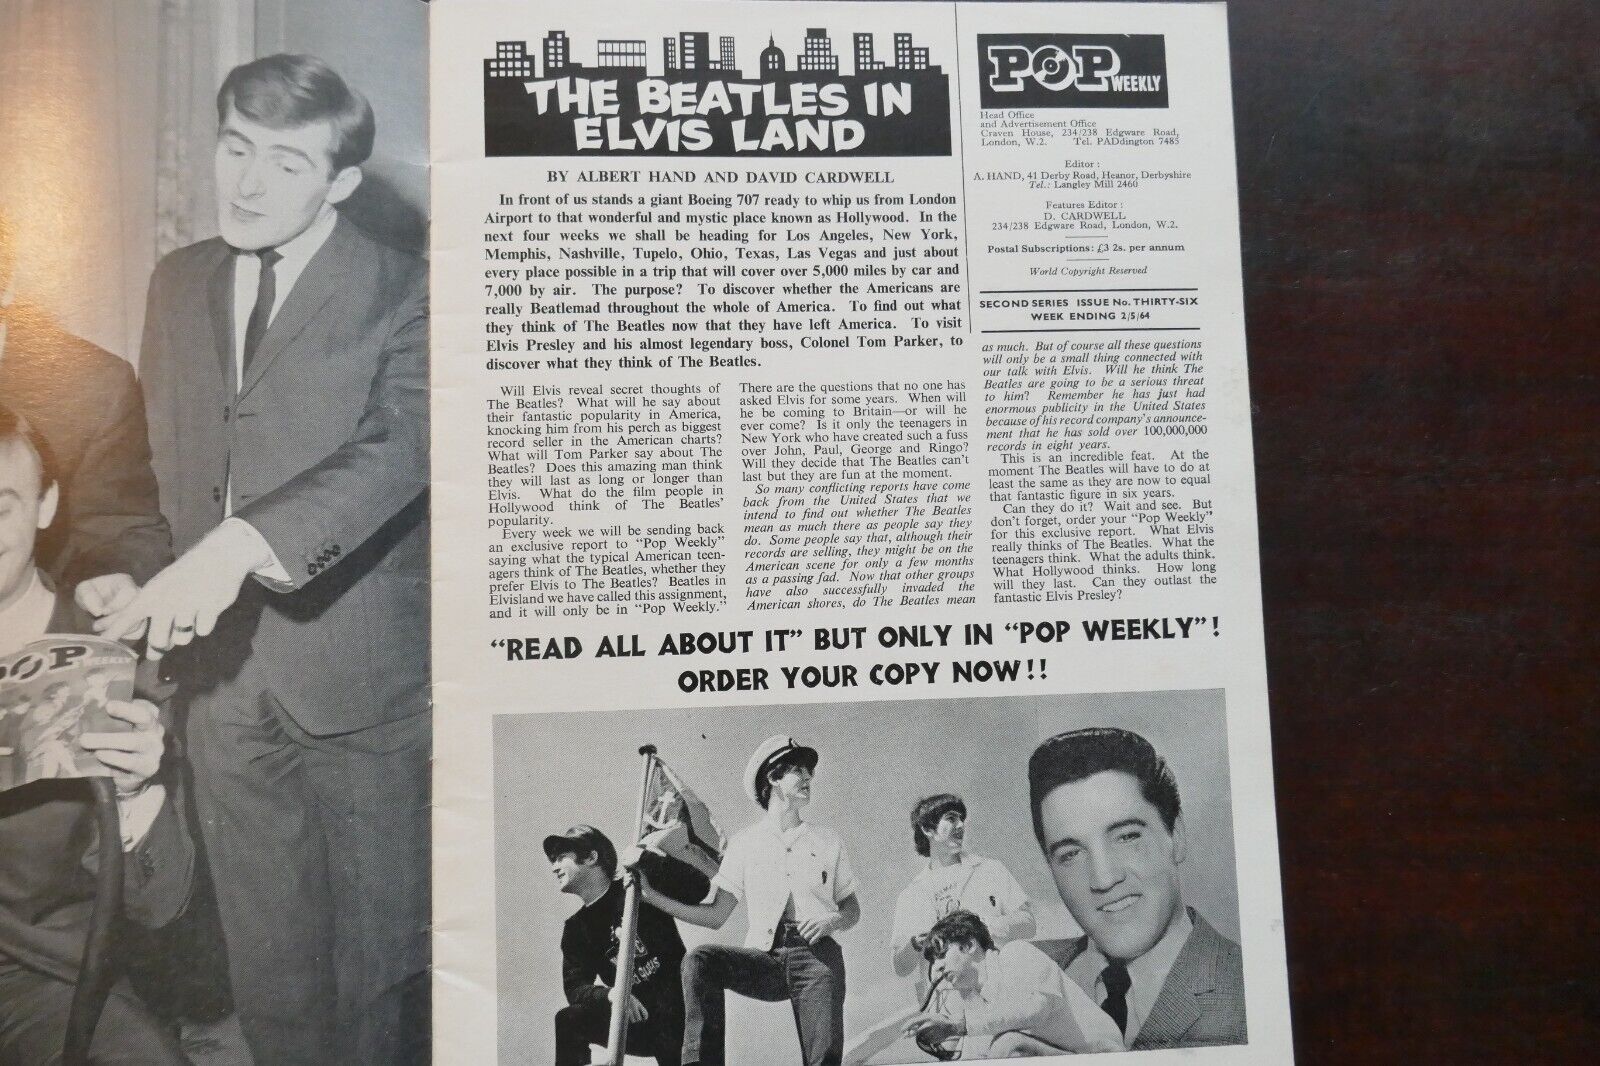 THE BEATLES IN
ELVIS LAND
BY ALBERT HAND AND DAVID CARDWELL
In front of us stands a giant Boeing 707 ready to whip us from London
Airport to that wonderful and mystic place known as Hollywood. In the
next four weeks we shall be heading for Los Angeles, New York,
Memphis, Nashville, Tupelo, Ohio, Texas, Las Vegas and just about
every place possible in a trip that will cover over 5,000 miles by car and
7,000 by air. The purpose? To discover whether the Americans are
really Beatlemad throughout the whole of America. To find out what
they think of The Beatles now that they have left America. To visit
Elvis Presley and his almost legendary boss, Colonel Tom Parker, to
discover what they think of The Beatles.
Will Elvis reveal secret thoughts of
The Beatles? What will he say about
their fantastic popularity in America,
knocking him from his perch as biggest
record seller in the American charts?
What will Tom Parker say about The
Beatles? Does this amazing man think
they will last as long or longer than
Elvis. What do the film people in
Hollywood think of The Beatles'
popularity.
Every week we will be sending back
an exclusive report to "Pop Weekly"
saying what the typical American teen-
agers think of The Beatles, whether they
prefer Elvis to The Beatles? Beatles in
Elvisland we have called this assignment,
and it will only be in "Pop Weekly."
There are the questions that no one has
asked Elvis for some years. When will
he be coming to Britain—or will he
ever come? Is it only the teenagers in
New York who have created such a fuss
over John, Paul, George and Ringo?
Will they decide that The Beatles can't
last but they are fun at the moment.
So many conflicting reports have come
back from the United States that we
intend to find out whether The Beatles
mean as much there as people say they
do. Some people say that, although their
records are selling, they might be on the
American scene for only a few months
as a passing fad. Now that other groups
have also successfully invaded the
American shores, do The Beatles mean
POP
WEEKLY
Head Office
and Advertisement Office
Craven House, 234/238 Edgware Road,
London, W.2. Tel. PADdington 7485
Editor :
A. HAND, 41 Derby Road, Heanor, Derbyshire
Tel.: Langley Mill 2460
Features Editor :
D. CARDWELL
234/238 Edgware Road, London, W.2.
Postal Subscriptions: £3 2s. per annum
World Copyright Reserved
SECOND SERIES ISSUE No. THIRTY-SIX
WEEK ENDING 2/5/64
as much. But of course all these questions
will only be a small thing connected with
our talk with Elvis. Will he think The
Beatles are going to be a serious threat
to him? Remember he has just had
enormous publicity in the United States
because of his record company's announce-
ment that he has sold over 100,000,000
records in eight years.
This is an incredible feat. At the
moment The Beatles will have to do at
least the same as they are now to equal
that fantastic figure in six years.
Can they do it? Wait and see. But
don't forget, order your "Pop Weekly"
for this exclusive report. What Elvis
really thinks of The Beatles. What the
teenagers think. What the adults think.
What Hollywood thinks. How long
will they last. Can they outlast the
fantastic Elvis Presley?
"READ ALL ABOUT IT" BUT ONLY IN "POP WEEKLY"!
ORDER YOUR COPY NOW!!
POP WEEKLY